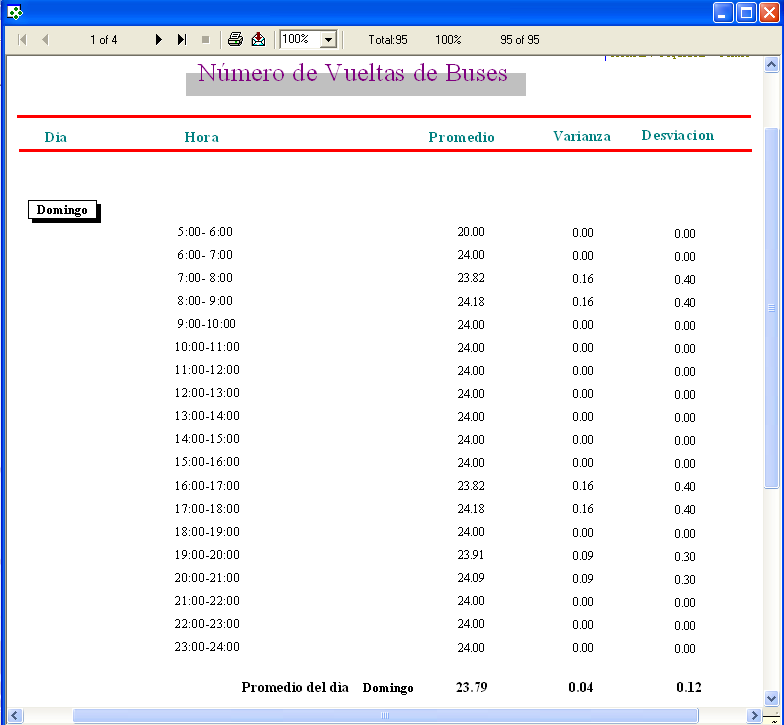 1 of 4 100% Total:95 100% 95 of 95
Número de Vueltas de Buses
Dia Hora Promedio Varianza Desviacion
Domingo
5:00- 6:00 20.00 0.00 0.00
6:00- 7:00 24.00 0.00 0.00
7:00- 8:00 23.82 0.16 0.40
8:00- 9:00 24.18 0.16 0.40
9:00-10:00 24.00 0.00 0.00
10:00-11:00 24.00 0.00 0.00
11:00-12:00 24.00 0.00 0.00
12:00-13:00 24.00 0.00 0.00
13:00-14:00 24.00 0.00 0.00
14:00-15:00 24.00 0.00 0.00
15:00-16:00 24.00 0.00 0.00
16:00-17:00 23.82 0.16 0.40
17:00-18:00 24.18 0.16 0.40
18:00-19:00 24.00 0.00 0.00
19:00-20:00 23.91 0.09 0.30
20:00-21:00 24.09 0.09 0.30
21:00-22:00 24.00 0.00 0.00
22:00-23:00 24.00 0.00 0.00
23:00-24:00 24.00 0.00 0.00
Promedio del dia Domingo 23.79 0.04 0.12